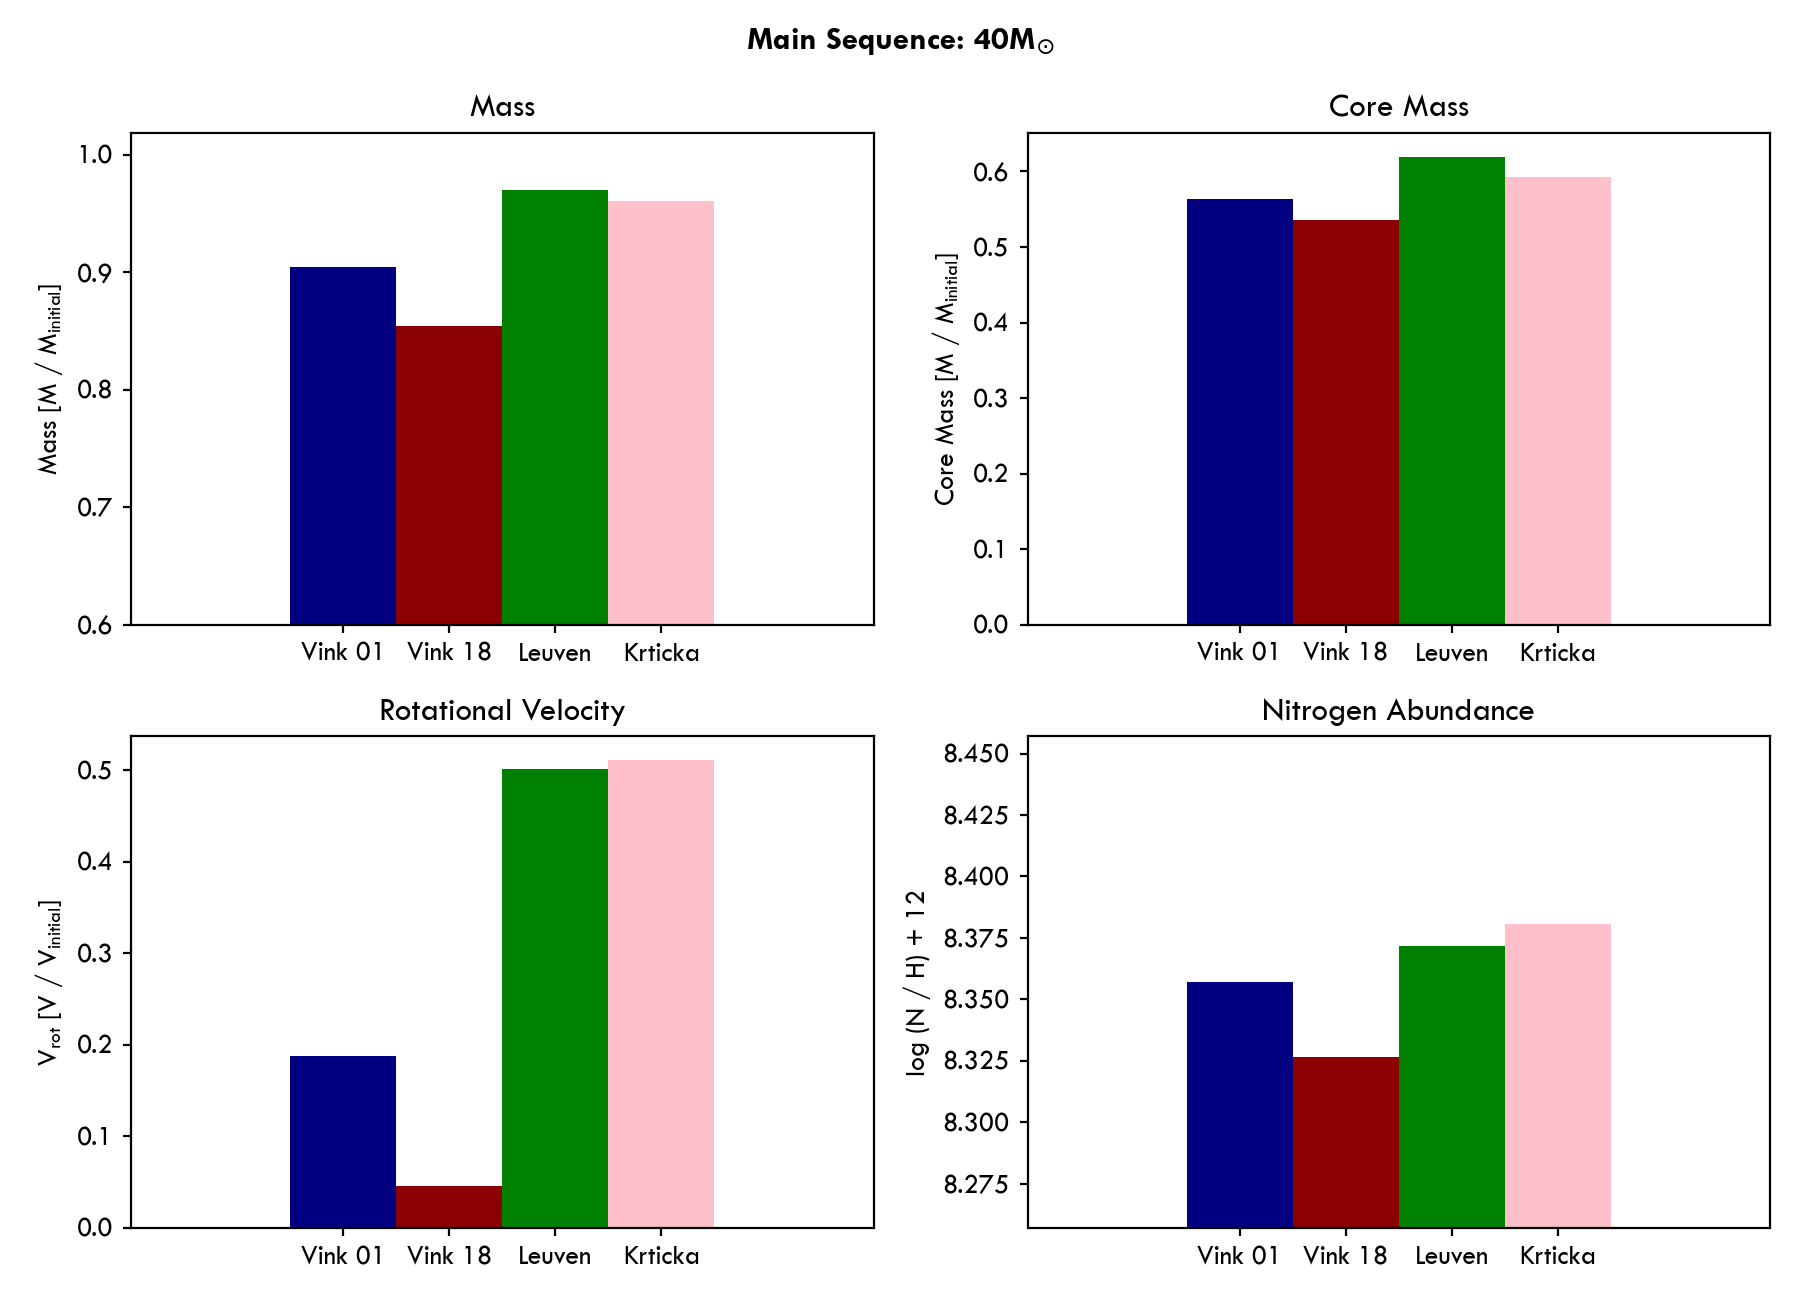 Main Sequence: 40M☉
Mass
Mass [M / Minitial]
1.0
0.9
0.8
0.7
0.6
Vink 01 Vink 18 Leuven Krticka
Core Mass
Core Mass [M / Minitial]
0.6
0.5
0.4
0.3
0.2
0.1
0.0
Vink 01 Vink 18 Leuven Krticka
Rotational Velocity
Vrot [V / Vinitial]
0.5
0.4
0.3
0.2
0.1
0.0
Vink 01 Vink 18 Leuven Krticka
Nitrogen Abundance
log (N / H) + 12
8.450
8.425
8.400
8.375
8.350
8.325
8.300
8.275
Vink 01 Vink 18 Leuven Krticka